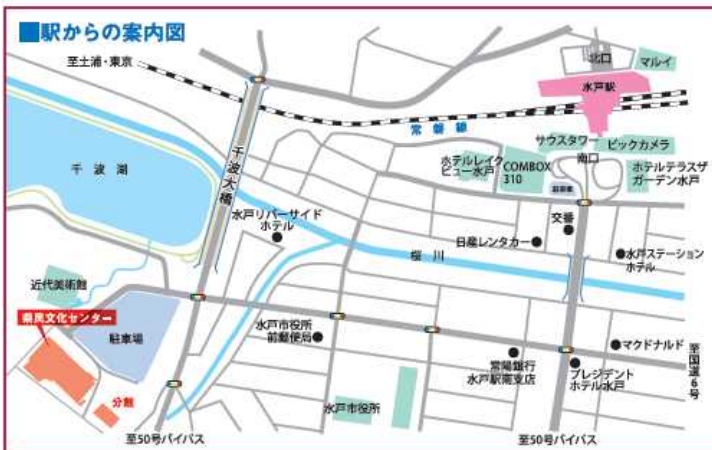 ■駅からの案内図
至土浦・東京
北口
マルイ
水戸駅
常磐線
サウスタワー
ビックカメラ
南口
千波湖
千波大橋
ホテルレイク
ビュー水戸
COMBOX
310
ホテルテラスザ
ガーデン水戸
水戸リバーサイド
ホテル
交番
日産レンタカー
桜川
水戸ステーション
ホテル
近代美術館
県民文化センター
駐車場
水戸市役所
前郵便局
マクドナルド
至国道6号
常陽銀行
水戸駅南支店
プレジデント
ホテル水戸
分館
水戸市役所
至50号バイパス
至50号バイパス